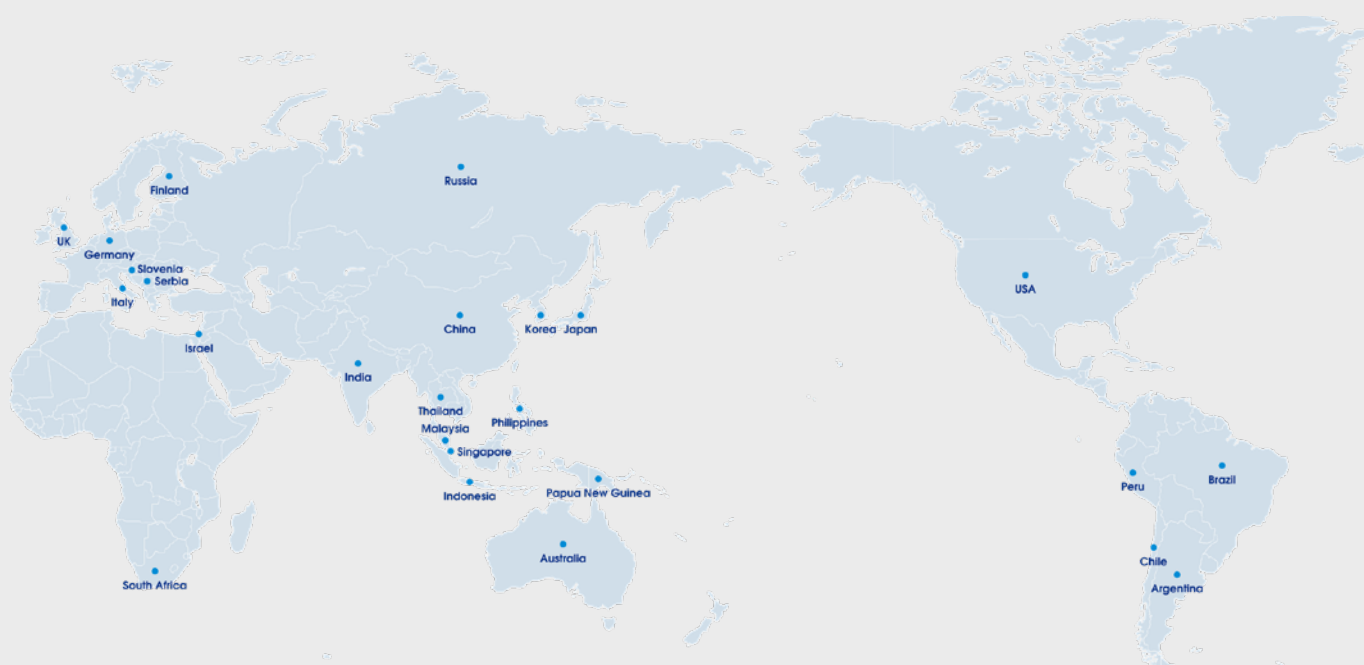 Russia
Finland
UK
Germany
Slovenia
Serbia
USA
Italy
China
Korea
Japan
Israel
India
Thailand
Philippines
Malaysia
Singapore
Brazil
Peru
Papua New Guinea
Indonesia
Australia
Chile
South Africa
Argentina